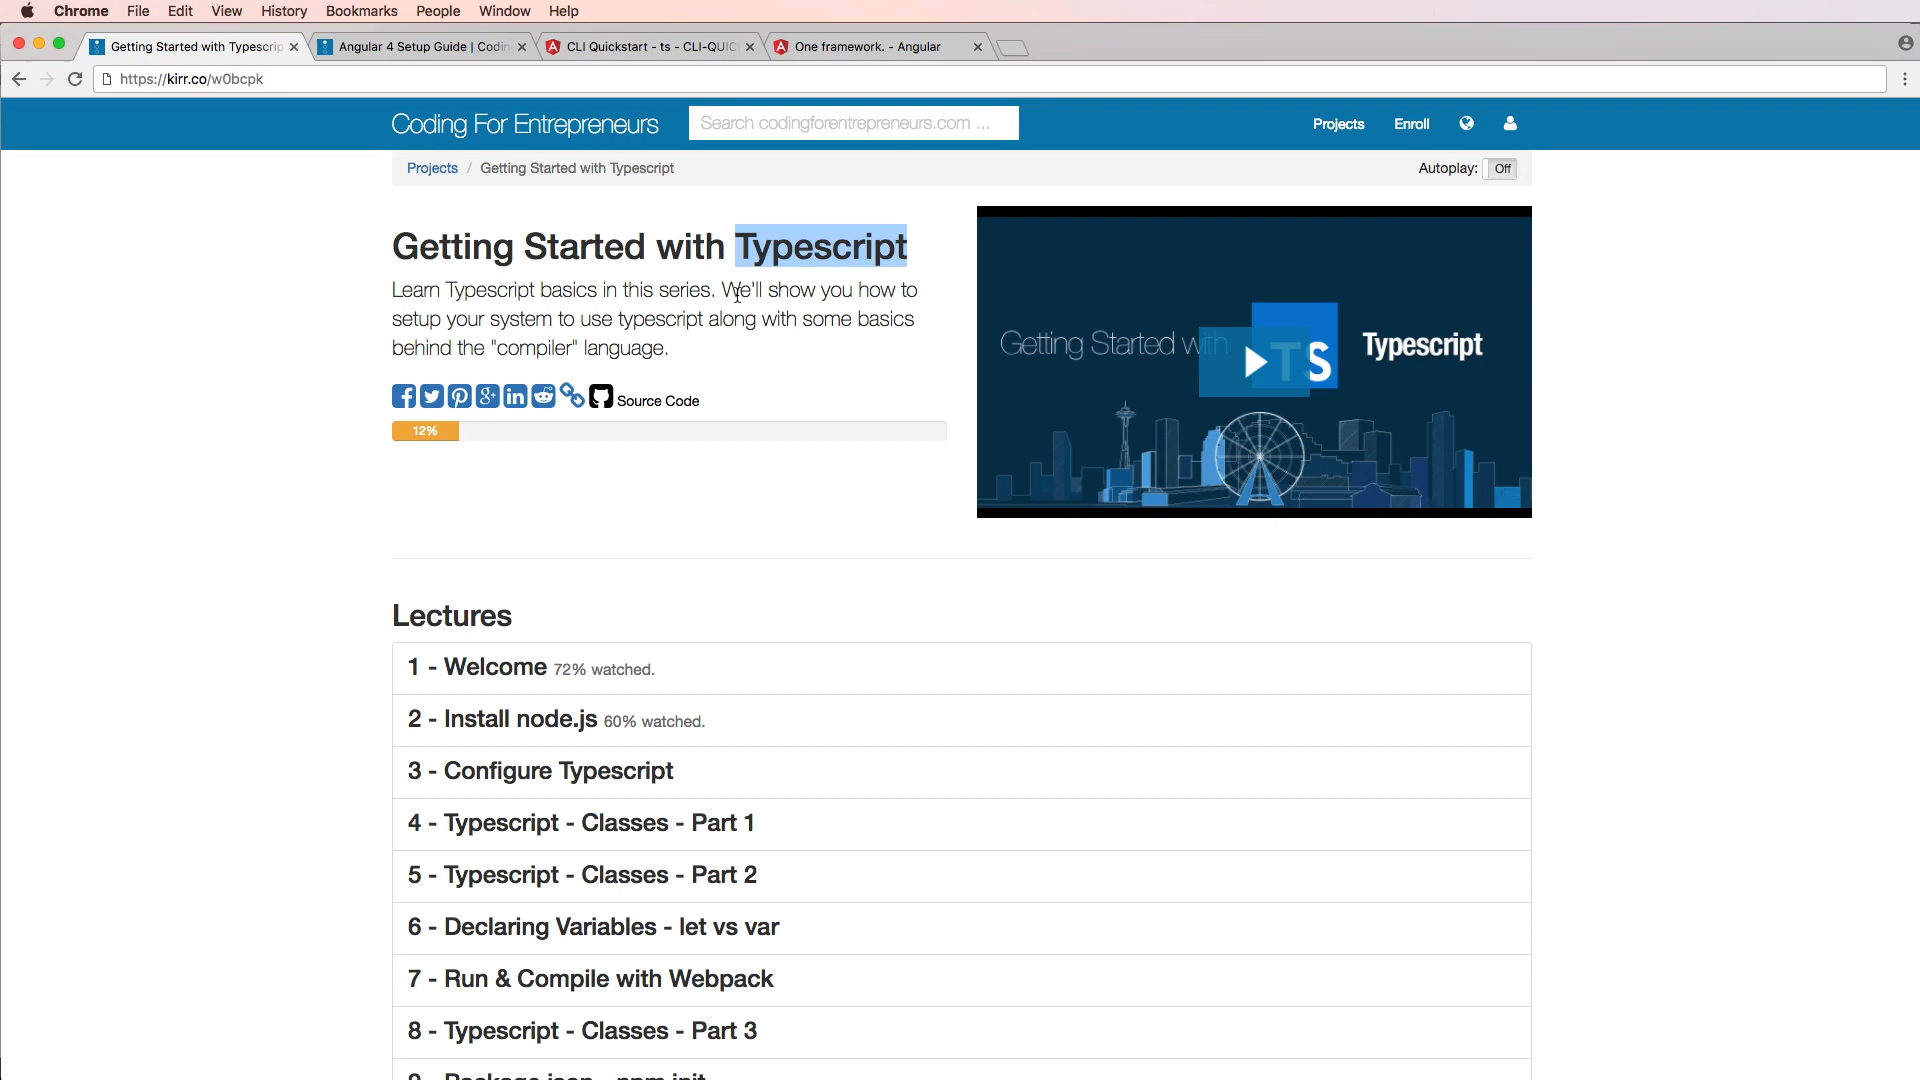 Chrome File Edit View History Bookmarks People Window Help
Getting Started with Typescrip
Angular 4 Setup Guide | Codin
CLI Quickstart - ts - CLI-QUIC
One framework. - Angular
https://kirr.co/w0bcpk
Coding For Entrepreneurs
Search codingforentrepreneurs.com ...
Projects
Enroll
Projects / Getting Started with Typescript
Autoplay: Off
Getting Started with Typescript
Learn Typescript basics in this series. We'll show you how to
setup your system to use typescript along with some basics
behind the "compiler" language.
Source Code
12%
Getting Started with TS Typescript
Lectures
1 - Welcome 72% watched.
2 - Install node.js 60% watched.
3 - Configure Typescript
4 - Typescript - Classes - Part 1
5 - Typescript - Classes - Part 2
6 - Declaring Variables - let vs var
7 - Run & Compile with Webpack
8 - Typescript - Classes - Part 3